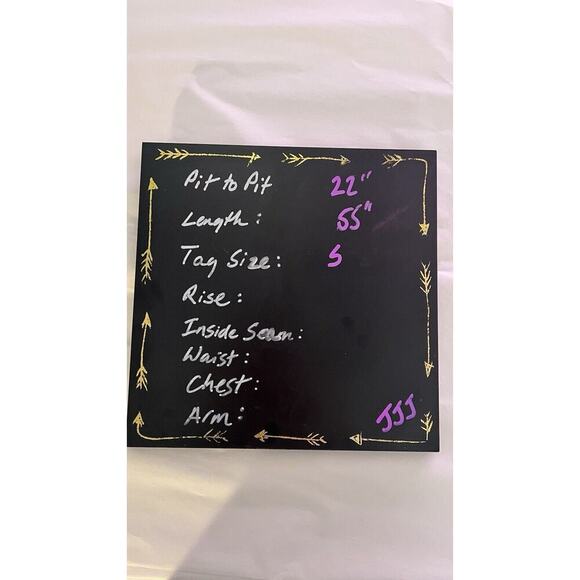 Pit to Pit 22"
Length: 55"
Tag Size: S
Rise:
Inside Seam:
Waist:
Chest:
Arm: JJJ